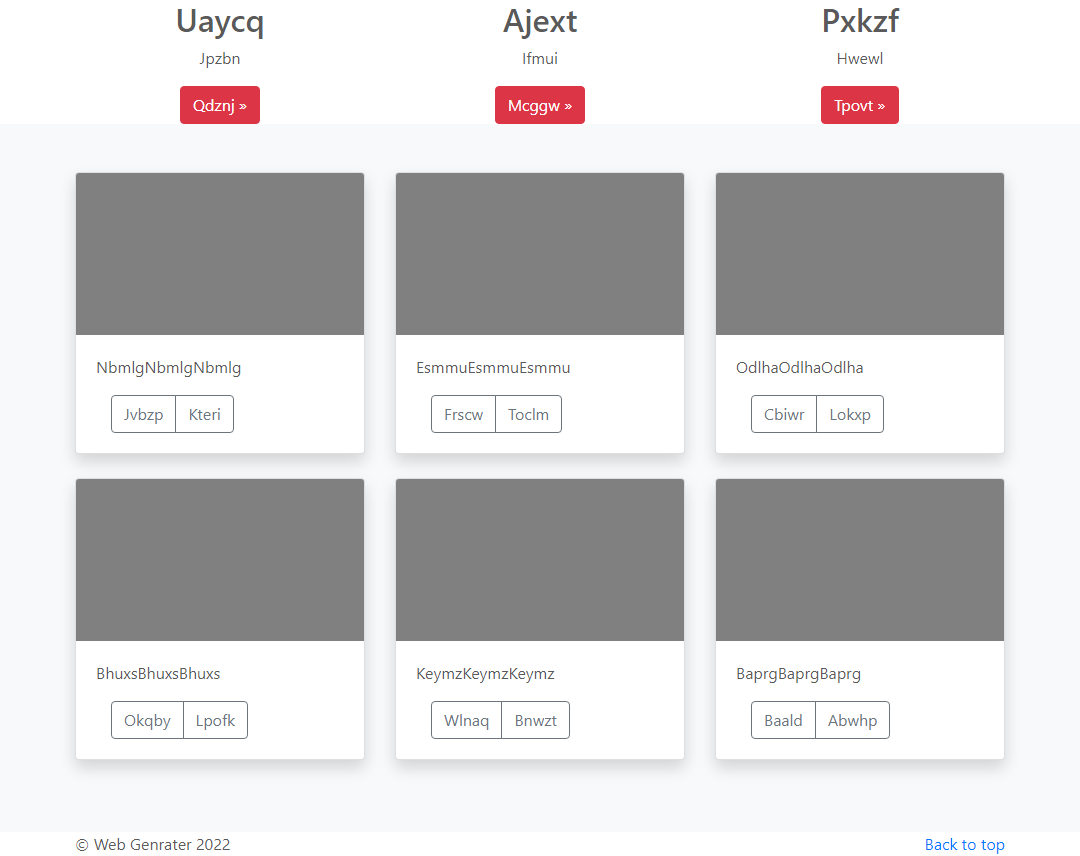 Uaycq
Jpzbn
Qdznj »
Ajext
Ifmui
Mcggw »
Pxkzf
Hwewl
Tpovt »
NbmlgNbmlgNbmlg
Jvbzp Kteri
EsmmuEsmmuEsmmu
Frscw Toclm
OdlhaOdlhaOdlha
Cbiwr Lokxp
BhuxsBhuxsBhuxs
Okqby Lpofk
KeymzKeymzKeymz
Wlnaq Bnwzt
BaprgBaprgBaprg
Baald Abwhp
© Web Genrater 2022
Back to top